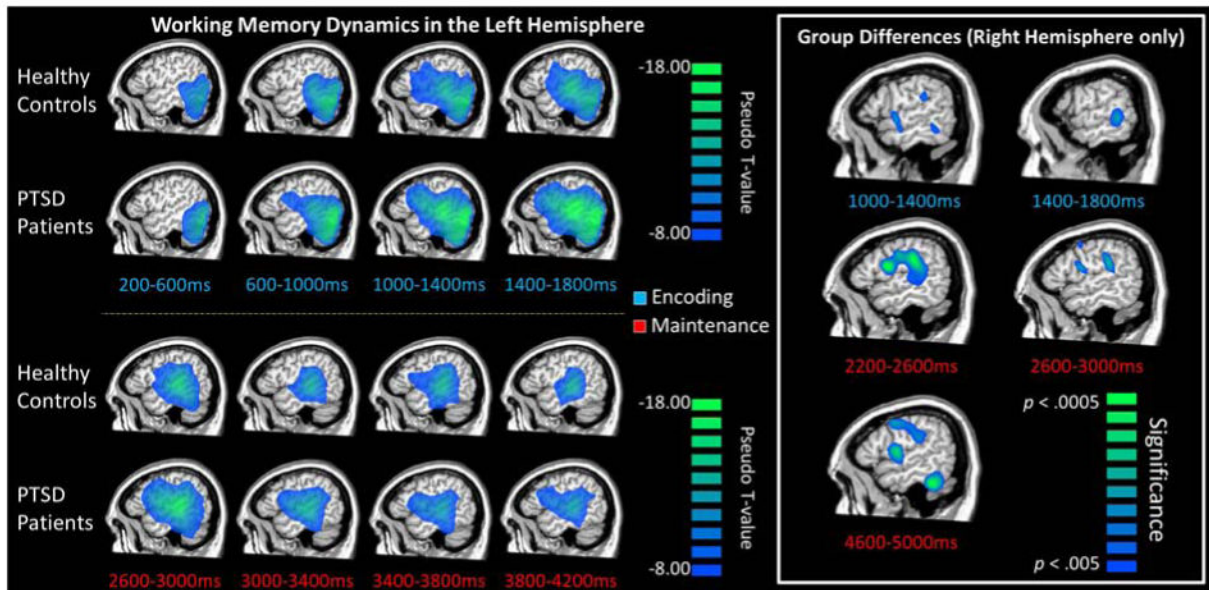 Working Memory Dynamics in the Left Hemisphere
Healthy
Controls
PTSD
Patients
200-600ms
600-1000ms
1000-1400ms
1400-1800ms
-18.00
Pseudo T-value
-8.00
Encoding
Maintenance
Healthy
Controls
PTSD
Patients
2600-3000ms
3000-3400ms
3400-3800ms
3800-4200ms
-18.00
Pseudo T-value
-8.00
Group Differences (Right Hemisphere only)
1000-1400ms
1400-1800ms
2200-2600ms
2600-3000ms
4600-5000ms
p < .0005
Significance
p < .005